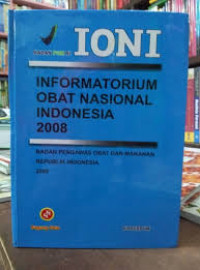 IONI
INFORMATORIUM
OBAT NASIONAL
INDONESIA
2008
BADAN PENGAWAS OBAT DAN MAKANAN
REPUBLIK INDONESIA